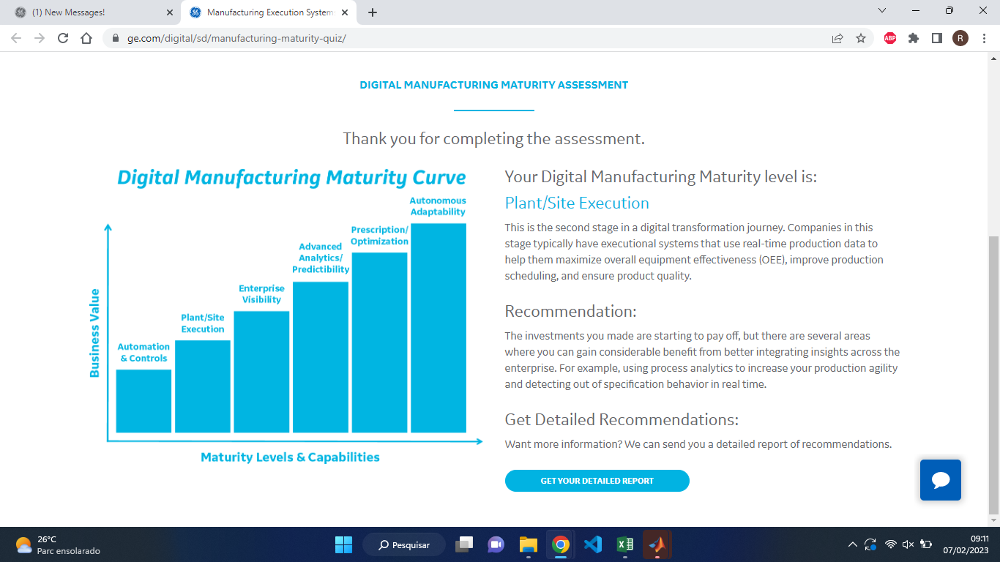 (1) New Messages!
Manufacturing Execution System
ge.com/digital/sd/manufacturing-maturity-quiz/
ABP
R
DIGITAL MANUFACTURING MATURITY ASSESSMENT
Thank you for completing the assessment.
Digital Manufacturing Maturity Curve
Autonomous
Adaptability
Prescription/
Optimization
Advanced
Analytics/
Predictibility
Enterprise
Visibility
Plant/Site
Execution
Automation
& Controls
Business Value
Maturity Levels & Capabilities
Your Digital Manufacturing Maturity level is:
Plant/Site Execution
This is the second stage in a digital transformation journey. Companies in this
stage typically have executional systems that use real-time production data to
help them maximize overall equipment effectiveness (OEE), improve production
scheduling, and ensure product quality.
Recommendation:
The investments you made are starting to pay off, but there are several areas
where you can gain considerable benefit from better integrating insights across the
enterprise. For example, using process analytics to increase your production agility
and detecting out of specification behavior in real time.
Get Detailed Recommendations:
Want more information? We can send you a detailed report of recommendations.
GET YOUR DETAILED REPORT
26°C
Parc ensolarado
Pesquisar
09:11
07/02/2023